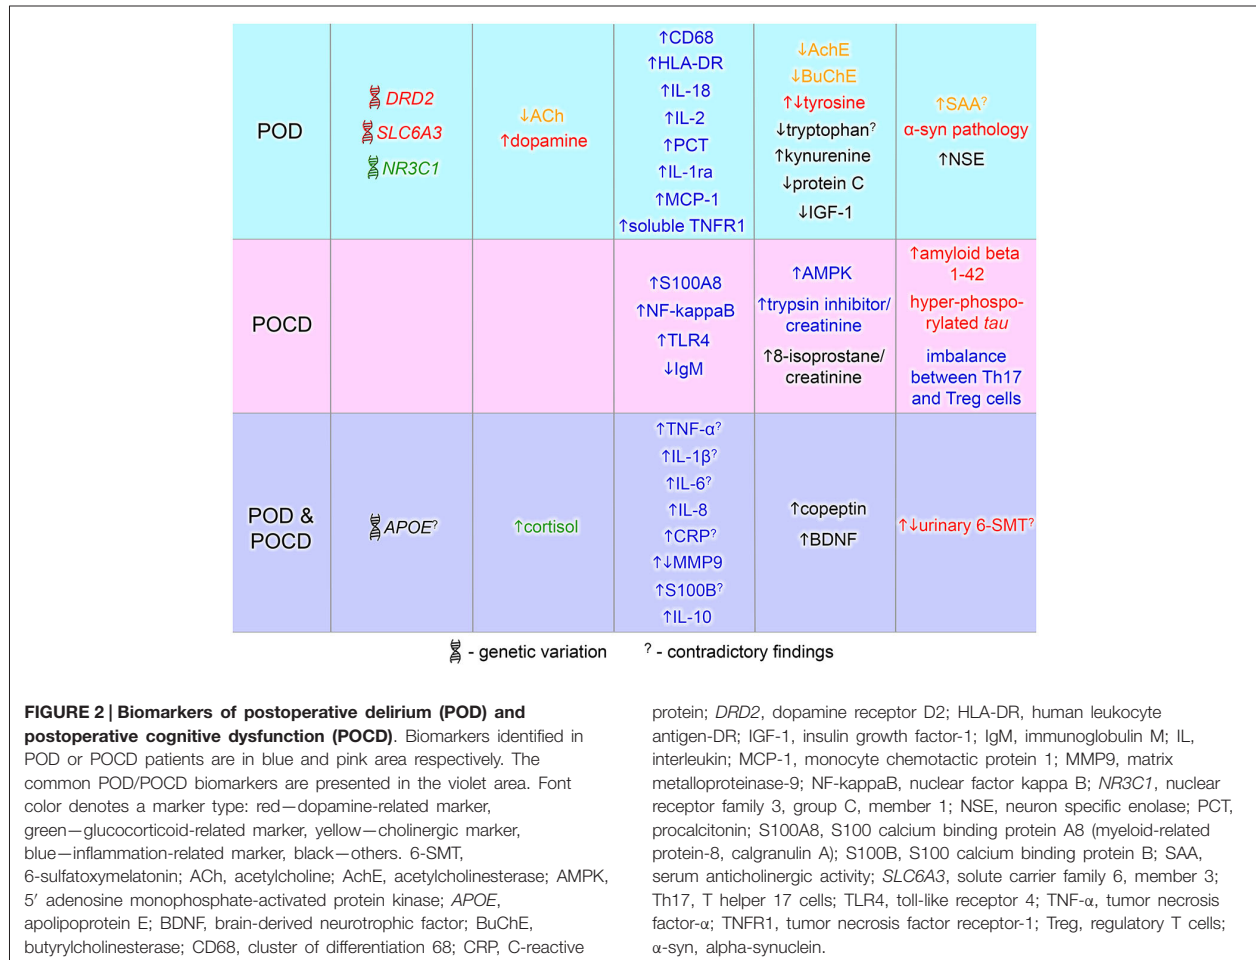 POD
DRD2
SLC6A3
NR3C1
↓ACh
↑dopamine
↑CD68
↑HLA-DR
↑IL-18
↑IL-2
↑PCT
↑IL-1ra
↑MCP-1
↑soluble TNFR1
↓AchE
↓BuChE
↑↓tyrosine
↓tryptophan?
↑kynurenine
↓protein C
↓IGF-1
↑SAA?
α-syn pathology
↑NSE
POCD
↑S100A8
↑NF-kappaB
↑TLR4
↓IgM
↑AMPK
↑trypsin inhibitor/
creatinine
↑8-isoprostane/
creatinine
↑amyloid beta
1-42
hyper-phospo-
rylated tau
imbalance
between Th17
and Treg cells
POD &
POCD
APOE?
↑cortisol
↑TNF-α?
↑IL-1β?
↑IL-6?
↑IL-8
↑CRP?
↑↓MMP9
↑S100B?
↑IL-10
↑copeptin
↑BDNF
↑↓urinary 6-SMT?
- genetic variation
? - contradictory findings
FIGURE 2 | Biomarkers of postoperative delirium (POD) and
postoperative cognitive dysfunction (POCD). Biomarkers identified in
POD or POCD patients are in blue and pink area respectively. The
common POD/POCD biomarkers are presented in the violet area. Font
color denotes a marker type: red—dopamine-related marker,
green—glucocorticoid-related marker, yellow—cholinergic marker,
blue—inflammation-related marker, black—others. 6-SMT,
6-sulfatoxymelatonin; ACh, acetylcholine; AchE, acetylcholinesterase; AMPK,
5′ adenosine monophosphate-activated protein kinase; APOE,
apolipoprotein E; BDNF, brain-derived neurotrophic factor; BuChE,
butyrylcholinesterase; CD68, cluster of differentiation 68; CRP, C-reactive
protein; DRD2, dopamine receptor D2; HLA-DR, human leukocyte
antigen-DR; IGF-1, insulin growth factor-1; IgM, immunoglobulin M; IL,
interleukin; MCP-1, monocyte chemotactic protein 1; MMP9, matrix
metalloproteinase-9; NF-kappaB, nuclear factor kappa B; NR3C1, nuclear
receptor family 3, group C, member 1; NSE, neuron specific enolase; PCT,
procalcitonin; S100A8, S100 calcium binding protein A8 (myeloid-related
protein-8, calgranulin A); S100B, S100 calcium binding protein B; SAA,
serum anticholinergic activity; SLC6A3, solute carrier family 6, member 3;
Th17, T helper 17 cells; TLR4, toll-like receptor 4; TNF-α, tumor necrosis
factor-α; TNFR1, tumor necrosis factor receptor-1; Treg, regulatory T cells;
α-syn, alpha-synuclein.